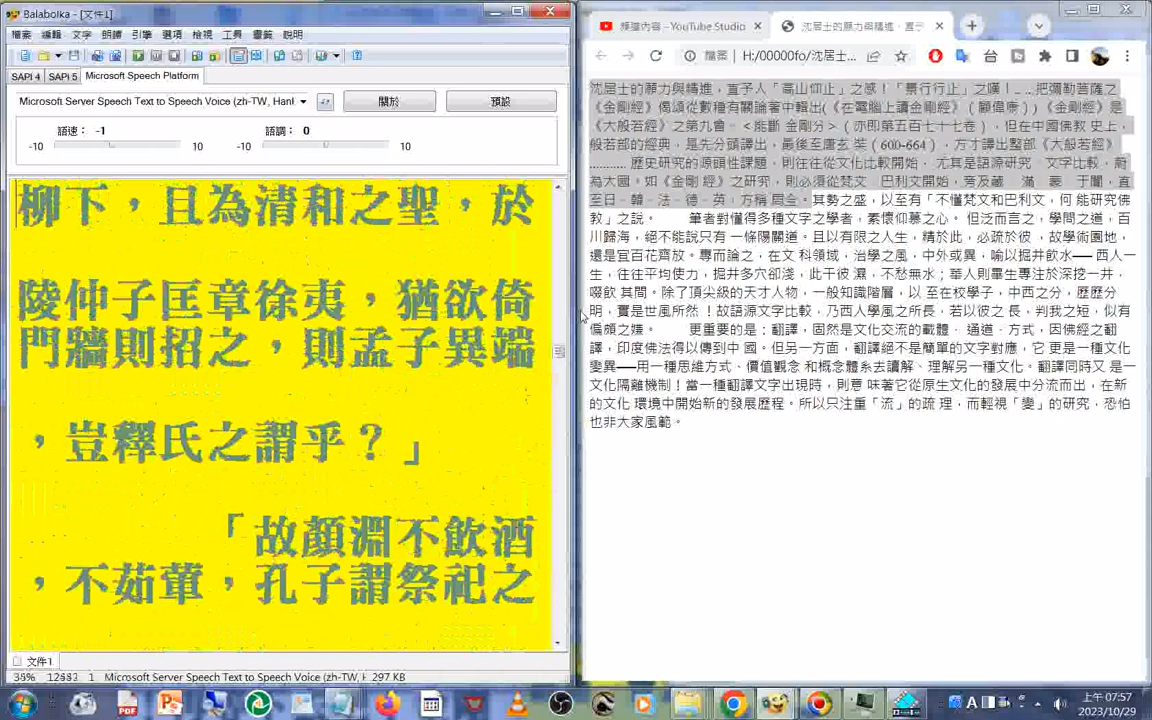 Balabolka - [文件1]
檔案 編輯 文字 朗讀 引擎 選項 檢視 工具 書籤 說明
SAPI 4 SAPI 5 Microsoft Speech Platform
Microsoft Server Speech Text to Speech Voice (zh-TW, Hanl 關於 預設
語速： -1 語調： 0
-10 10 -10 10
柳下，且為清和之聖，於
陵仲子匡章徐夷，猶欲倚
門牆則招之，則孟子異端
，豈釋氏之謂乎？」
「故顏淵不飲酒
，不茹葷，孔子謂祭祀之
文件1
36% 12:482 1 Microsoft Server Speech Text to Speech Voice (zh-TW, 297 KB
頻道內容 - YouTube Studio
沈居士的願力與精進，宜予
檔案 H:/00000fo/沈居士...
沈居士的願力與精進，宜予人「高山仰止」之感！「景行行止」之嘆！... ...把彌勒菩薩之
《金剛經》偈頌從數種有關論著中輯出(《在電腦上讀金剛經》（顧偉康）)《金剛經》是
《大般若經》之第九會．＜能斷 金剛分＞（亦即第五百七十七卷），但在中國佛教 史上，
般若部的經典，是先分頭譯出，最後至唐玄 奘（600-664），方才譯出整部《大般若經》
........... 歷史研究的源頭性課題，則往往從文化比較開始， 尤其是語源研究 文字比較，蔚
為大國。如《金剛 經》之研究，則必須從梵文 巴利文開始，旁及藏 滿 蒙 于闐，直
至日．韓．法．德．英，方稱 周全。其勢之盛，以至有「不懂梵文和巴利文，何 能研究佛
教」之說。 筆者對懂得多種文字之學者，素懷仰慕之心。 但泛而言之，學問之道，百
川歸海，絕不能說只有 一條陽關道。且以有限之人生，精於此，必疏於彼 ，故學術園地，
還是宜百花齊放。專而論之，在文 科領域，治學之風，中外或異，喻以掘井飲水── 西人一
生，往往平均使力，掘井多穴卻淺，此干彼 濕，不愁無水；華人則畢生專注於深挖一井，
啜飲 其間。除了頂尖級的天才人物，一般知識階層，以 至在校學子，中西之分，歷歷分
明，實是世風所然 ！故語源文字比較，乃西人學風之所長，若以彼之 長，判我之短，似有
偏頗之嫌。 更重要的是：翻譯，固然是文化交流的載體．通道．方式，因佛經之翻
譯，印度佛法得以傳到中 國。但另一方面，翻譯絕不是簡單的文字對應，它 更是一種文化
變異──用一種思維方式、價值觀念 和概念體系去讀解、理解另一種文化。翻譯同時又 是一
文化隔離機制！當一種翻譯文字出現時，則意 味著它從原生文化的發展中分流而出，在新
的文化 環境中開始新的發展歷程。所以只注重「流」的疏 理，而輕視「變」的研究，恐怕
也非大家風範。
上午 07:57
2023/10/29